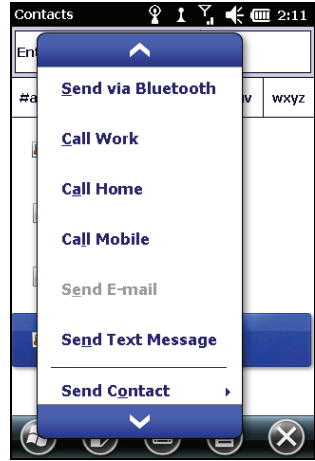 Contacts 2:11
Ent
#a wxyz
Send via Bluetooth
Call Work
Call Home
Call Mobile
Send E-mail
Send Text Message
Send Contact